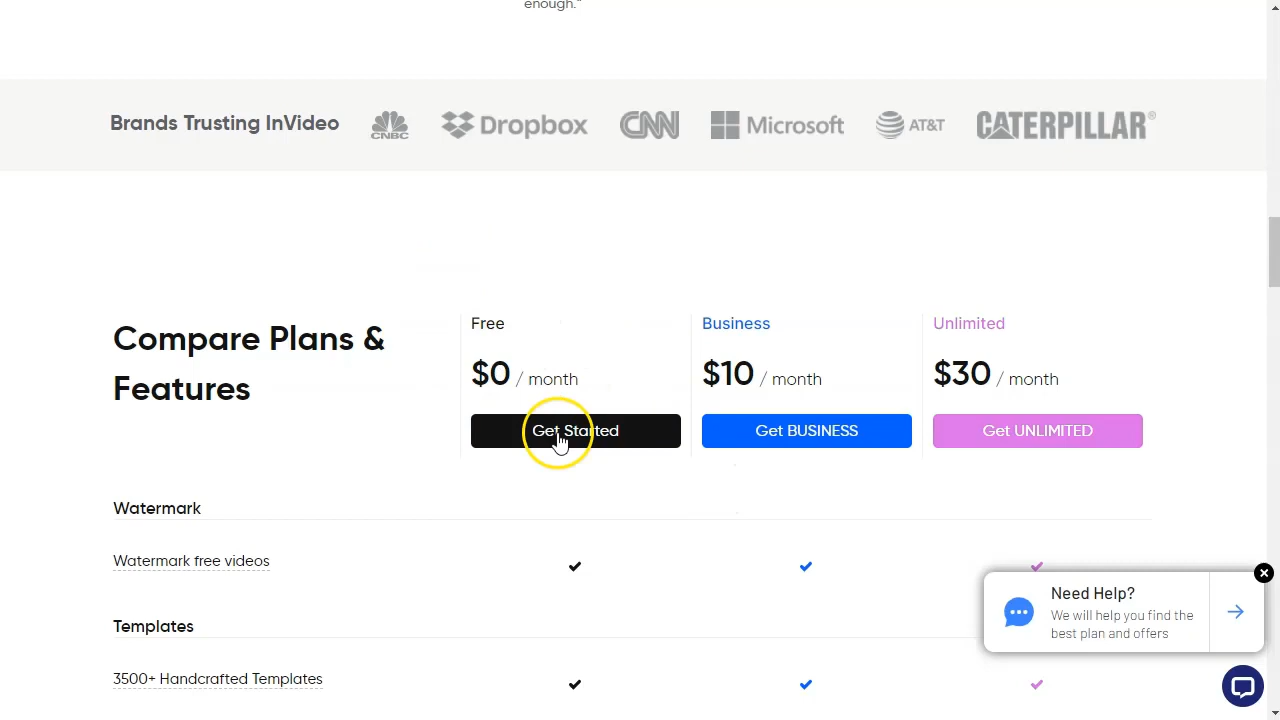 enough."
Brands Trusting InVideo
CNBC
Dropbox
CNN
Microsoft
AT&T
CATERPILLAR®
Compare Plans &
Features
Free
$0 / month
Get Started
Business
$10 / month
Get BUSINESS
Unlimited
$30 / month
Get UNLIMITED
Watermark
Watermark free videos
Templates
3500+ Handcrafted Templates
Need Help?
We will help you find the
best plan and offers